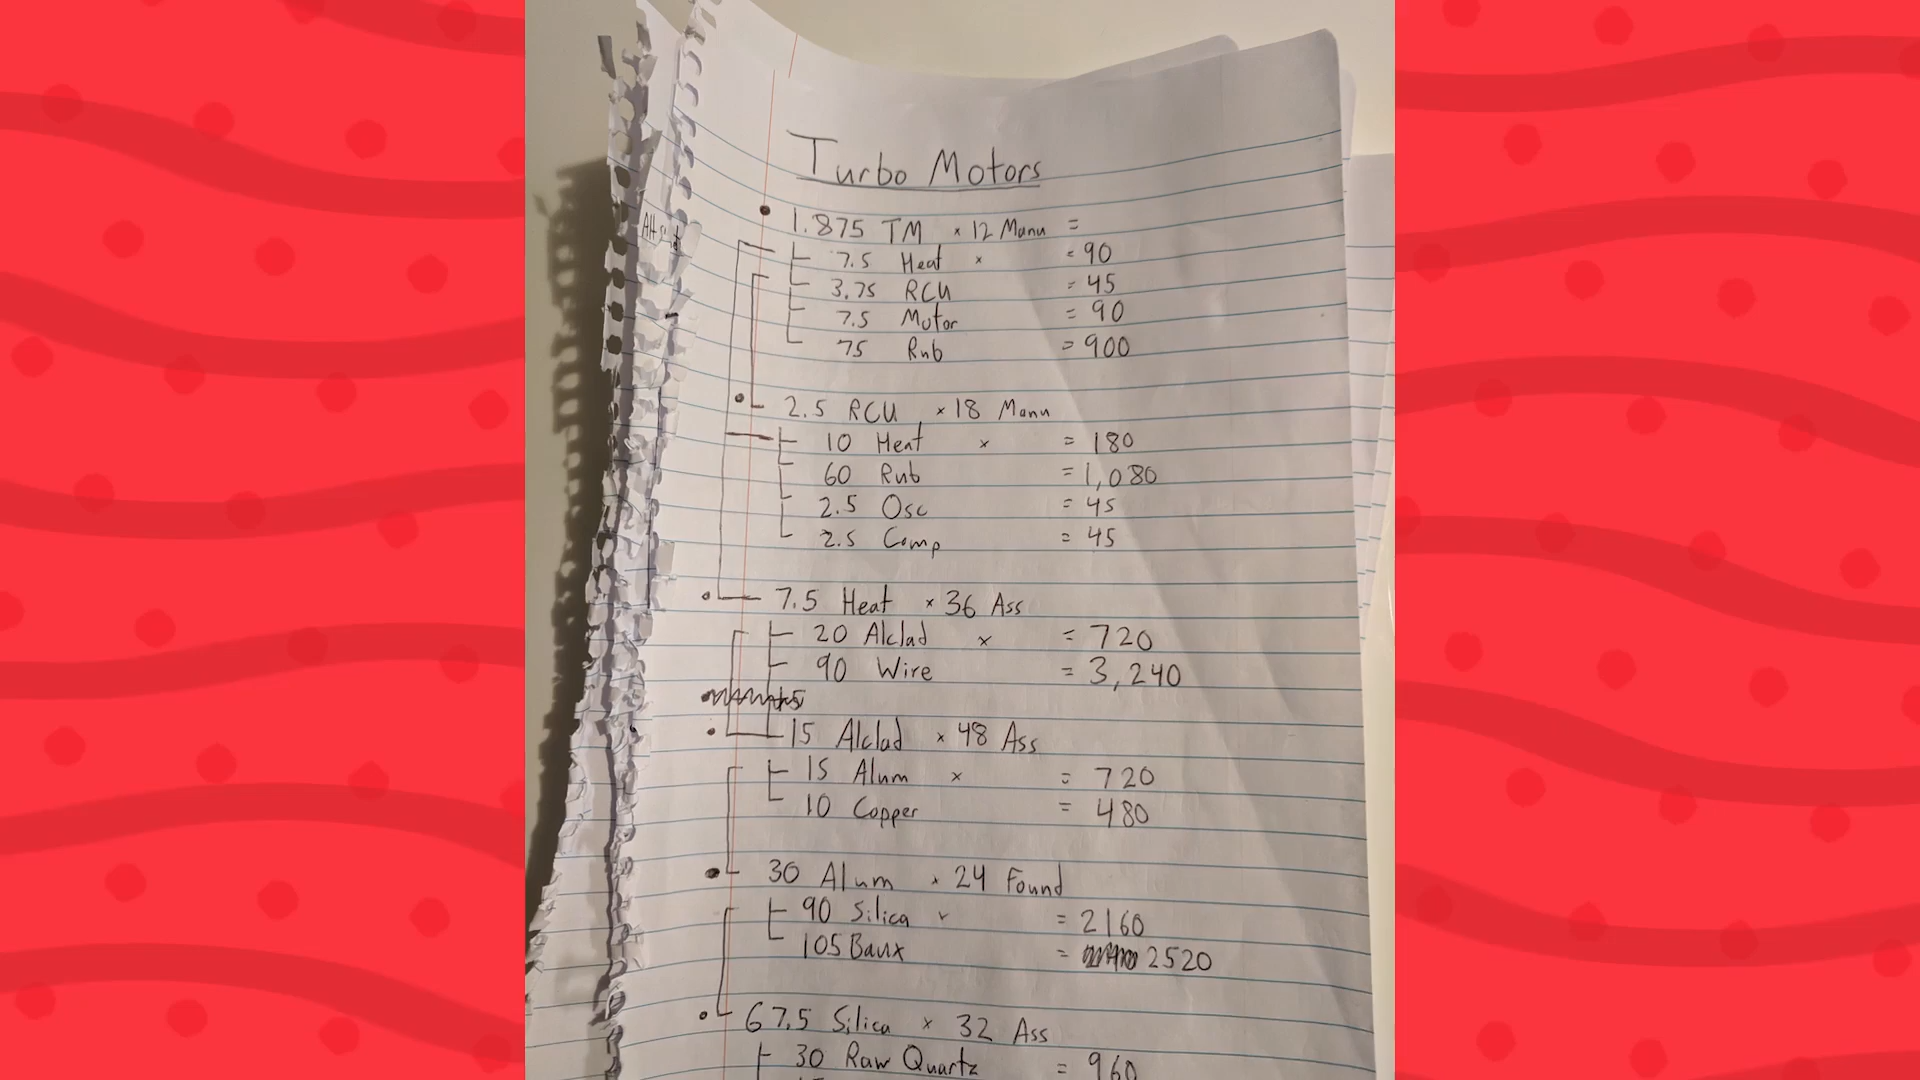 Turbo Motors
1.875 TM × 12 Manu =
7.5 Heat × = 90
3.75 RCU = 45
7.5 Motor = 90
75 Rub = 900
2.5 RCU × 18 Manu
10 Heat × = 180
60 Rub = 1,080
2.5 Osc = 45
2.5 Comp = 45
7.5 Heat × 36 Ass
20 Alclad × = 720
90 Wire = 3,240
15 Alclad × 48 Ass
15 Alum × = 720
10 Copper = 480
30 Alum × 24 Found
90 Silica × = 2160
105 Baux = 2520
67.5 Silica × 32 Ass
30 Raw Quartz = 960